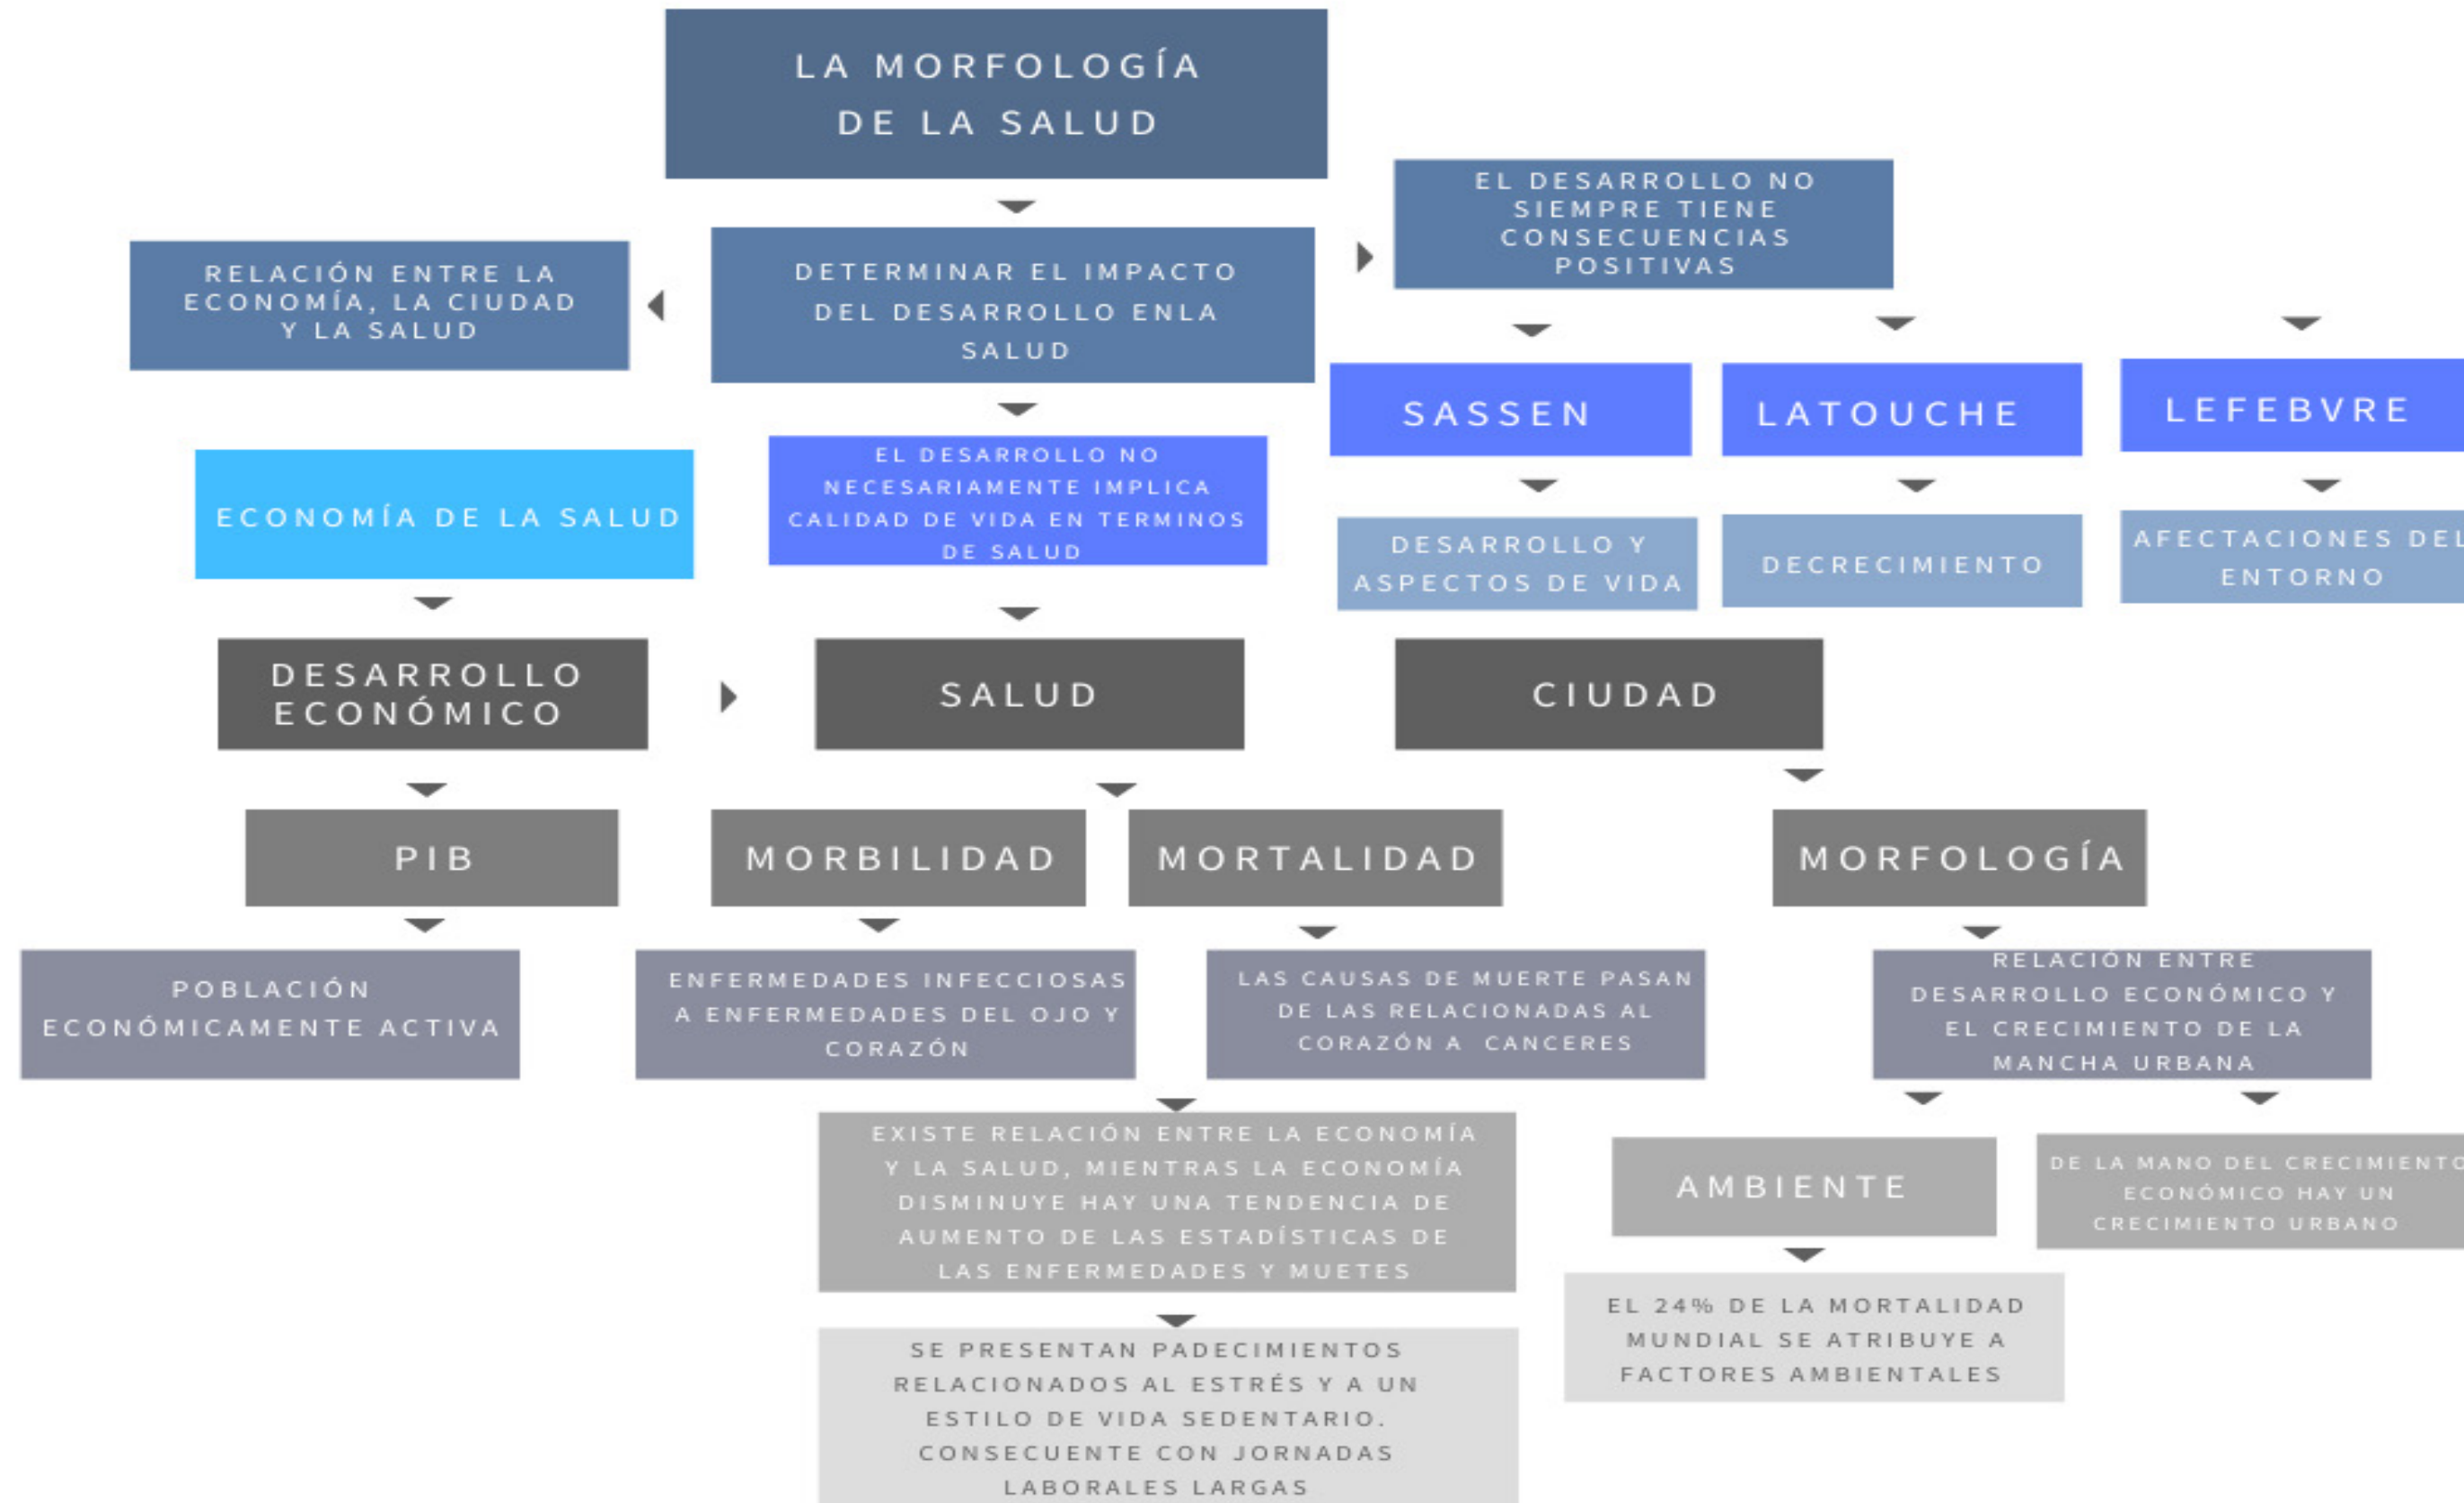 LA MORFOLOGÍA
DE LA SALUD
EL DESARROLLO NO
SIEMPRE TIENE
CONSECUENCIAS
POSITIVAS
RELACIÓN ENTRE LA
ECONOMÍA, LA CIUDAD
Y LA SALUD
DETERMINAR EL IMPACTO
DEL DESARROLLO ENLA
SALUD
SASSEN
LATOUCHE
LEFEBVRE
ECONOMÍA DE LA SALUD
EL DESARROLLO NO
NECESARIAMENTE IMPLICA
CALIDAD DE VIDA EN TERMINOS
DE SALUD
DESARROLLO Y
ASPECTOS DE VIDA
DECRECIMIENTO
AFECTACIONES DEL
ENTORNO
DESARROLLO
ECONÓMICO
SALUD
CIUDAD
PIB
MORBILIDAD
MORTALIDAD
MORFOLOGÍA
POBLACIÓN
ECONÓMICAMENTE ACTIVA
ENFERMEDADES INFECCIOSAS
A ENFERMEDADES DEL OJO Y
CORAZÓN
LAS CAUSAS DE MUERTE PASAN
DE LAS RELACIONADAS AL
CORAZÓN A CANCERES
RELACIÓN ENTRE
DESARROLLO ECONÓMICO Y
EL CRECIMIENTO DE LA
MANCHA URBANA
EXISTE RELACIÓN ENTRE LA ECONOMÍA
Y LA SALUD, MIENTRAS LA ECONOMÍA
DISMINUYE HAY UNA TENDENCIA DE
AUMENTO DE LAS ESTADÍSTICAS DE
LAS ENFERMEDADES Y MUETES
AMBIENTE
DE LA MANO DEL CRECIMIENTO
ECONÓMICO HAY UN
CRECIMIENTO URBANO
EL 24% DE LA MORTALIDAD
MUNDIAL SE ATRIBUYE A
FACTORES AMBIENTALES
SE PRESENTAN PADECIMIENTOS
RELACIONADOS AL ESTRÉS Y A UN
ESTILO DE VIDA SEDENTARIO.
CONSECUENTE CON JORNADAS
LABORALES LARGAS